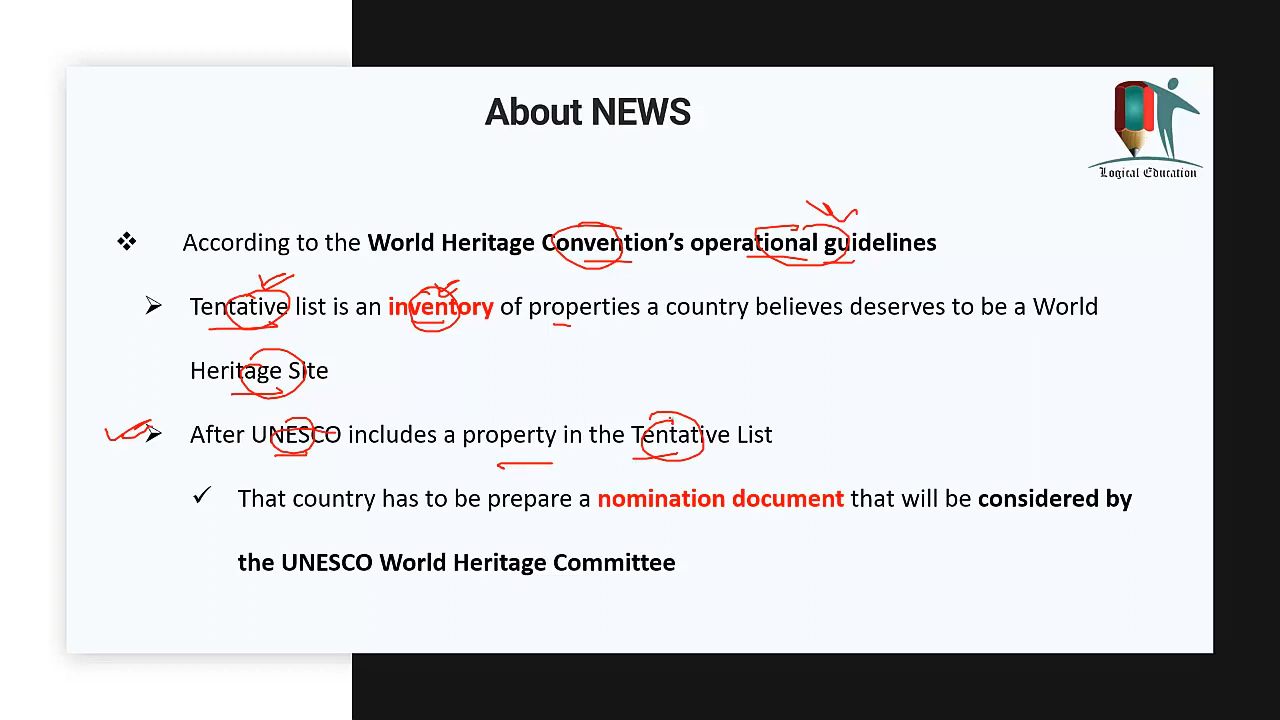 About NEWS
Logical Education
According to the World Heritage Convention's operational guidelines
Tentative list is an inventory of properties a country believes deserves to be a World
Heritage Site
After UNESCO includes a property in the Tentative List
That country has to be prepare a nomination document that will be considered by
the UNESCO World Heritage Committee